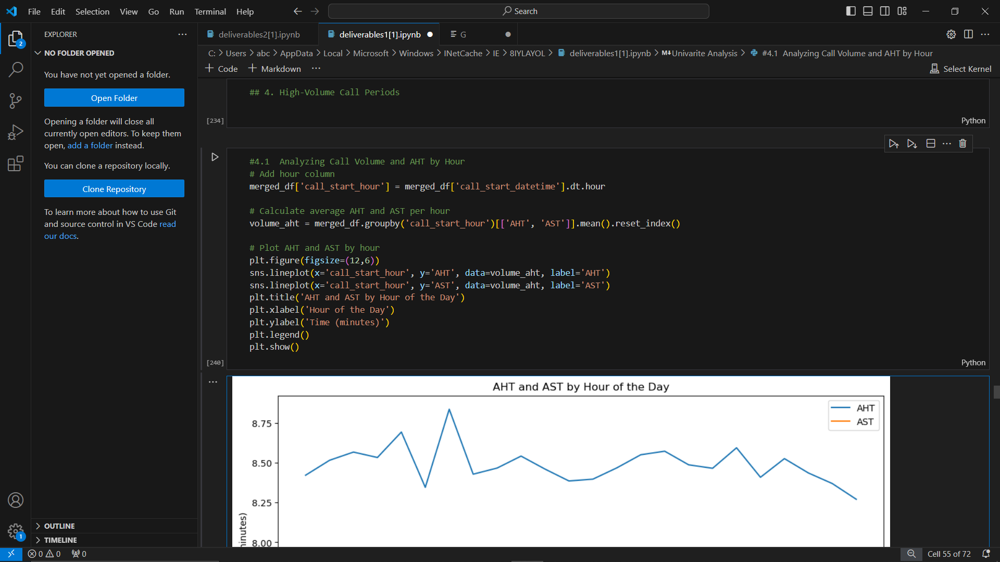 File Edit Selection View Go Run Terminal Help
Search
EXPLORER
2
NO FOLDER OPENED
You have not yet opened a folder.
Open Folder
Opening a folder will close all
currently open editors. To keep them
open, add a folder instead.
You can clone a repository locally.
Clone Repository
To learn more about how to use Git
and source control in VS Code read
our docs.
OUTLINE
TIMELINE
1
deliverables2[1].ipynb
deliverables1[1].ipynb
G
C: > Users > abc > AppData > Local > Microsoft > Windows > INetCache > IE > 8IYLAYOL > deliverables1[1].ipynb > M↓Univarite Analysis > #4.1 Analyzing Call Volume and AHT by Hour
+ Code + Markdown ...
Select Kernel
## 4. High-Volume Call Periods
[234]
Python
#4.1  Analyzing Call Volume and AHT by Hour
# Add hour column
merged_df['call_start_hour'] = merged_df['call_start_datetime'].dt.hour
# Calculate average AHT and AST per hour
volume_aht = merged_df.groupby('call_start_hour')[['AHT', 'AST']].mean().reset_index()
# Plot AHT and AST by hour
plt.figure(figsize=(12,6))
sns.lineplot(x='call_start_hour', y='AHT', data=volume_aht, label='AHT')
sns.lineplot(x='call_start_hour', y='AST', data=volume_aht, label='AST')
plt.title('AHT and AST by Hour of the Day')
plt.xlabel('Hour of the Day')
plt.ylabel('Time (minutes)')
plt.legend()
plt.show()
[240]
Python
AHT and AST by Hour of the Day
AHT
AST
8.75
8.50
8.25
8.00
inutes)
0 0 0
Cell 55 of 72